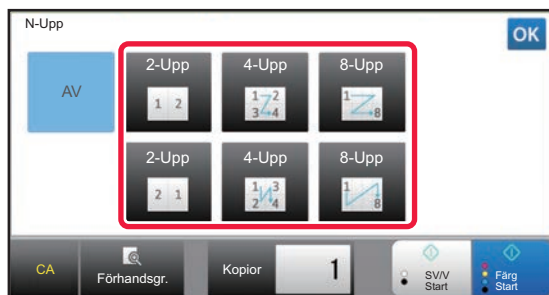 N-Upp
OK
AV
2-Upp
1 2
4-Upp
1 2
3 4
8-Upp
1
8
2-Upp
2 1
4-Upp
1 3
2 4
8-Upp
1
8
CA
Förhandsgr.
Kopior
1
SV/V
Start
Färg
Start